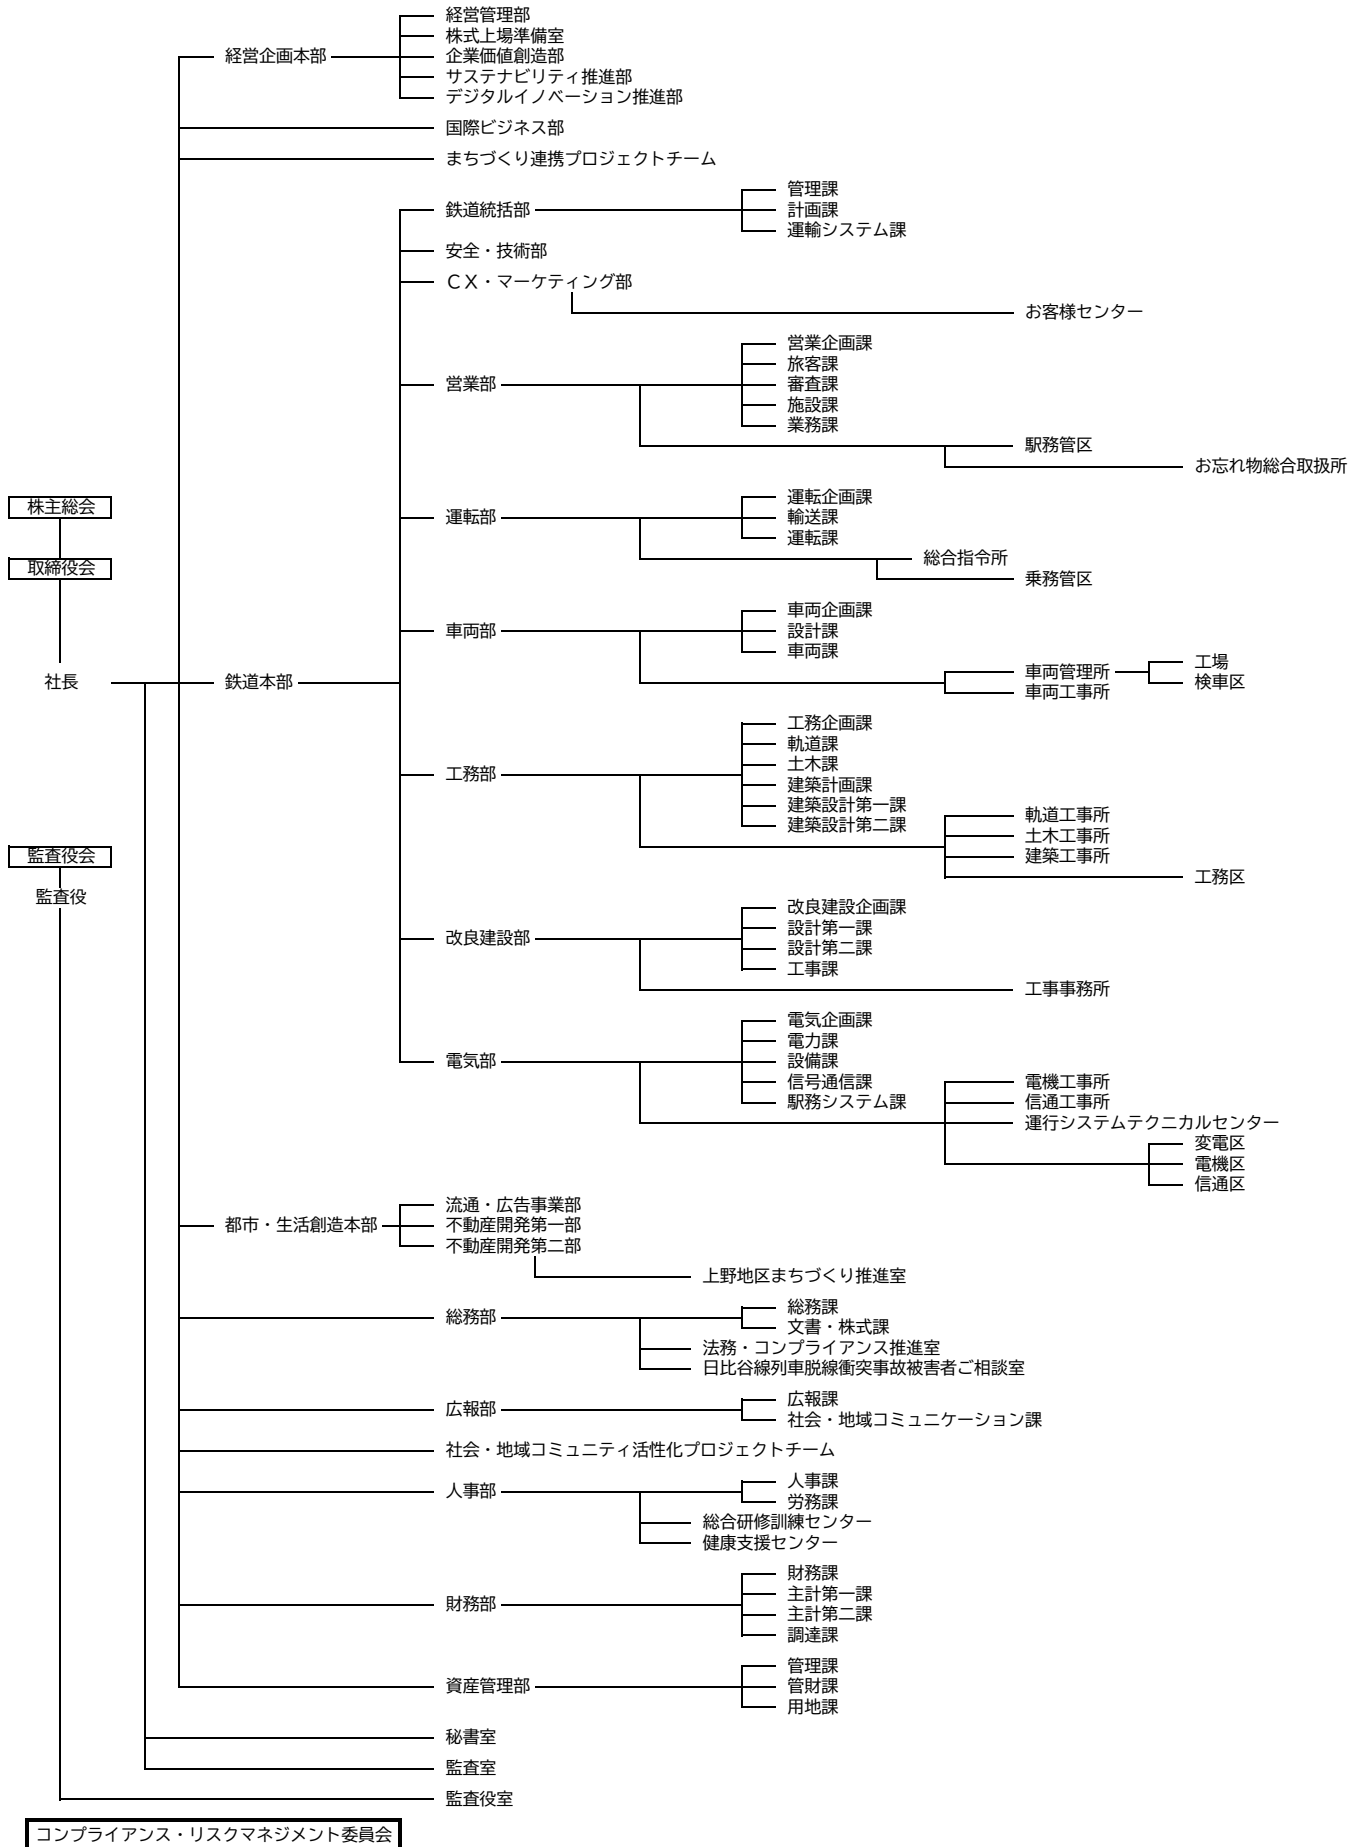 経営管理部
株式上場準備室
経営企画本部
企業価値創造部
サステナビリティ推進部
デジタルイノベーション推進部
国際ビジネス部
まちづくり連携プロジェクトチーム
管理課
鉄道統括部
計画課
運輸システム課
安全・技術部
ＣＸ・マーケティング部
お客様センター
営業企画課
旅客課
営業部
審査課
施設課
業務課
駅務管区
お忘れ物総合取扱所
株主総会
運転企画課
運転部
輸送課
運転課
総合指令所
取締役会
乗務管区
車両企画課
車両部
設計課
車両課
工場
車両管理所
社長
鉄道本部
検車区
車両工事所
工務企画課
軌道課
土木課
工務部
建築計画課
建築設計第一課
建築設計第二課
軌道工事所
土木工事所
監査役会
建築工事所
工務区
監査役
改良建設企画課
設計第一課
改良建設部
設計第二課
工事課
工事事務所
電気企画課
電力課
電気部
設備課
信号通信課
電機工事所
駅務システム課
信通工事所
運行システムテクニカルセンター
変電区
電機区
信通区
流通・広告事業部
都市・生活創造本部
不動産開発第一部
不動産開発第二部
上野地区まちづくり推進室
総務課
総務部
文書・株式課
法務・コンプライアンス推進室
日比谷線列車脱線衝突事故被害者ご相談室
広報課
広報部
社会・地域コミュニケーション課
社会・地域コミュニティ活性化プロジェクトチーム
人事課
人事部
労務課
総合研修訓練センター
健康支援センター
財務課
主計第一課
財務部
主計第二課
調達課
管理課
資産管理部
管財課
用地課
秘書室
監査室
監査役室
コンプライアンス・リスクマネジメント委員会